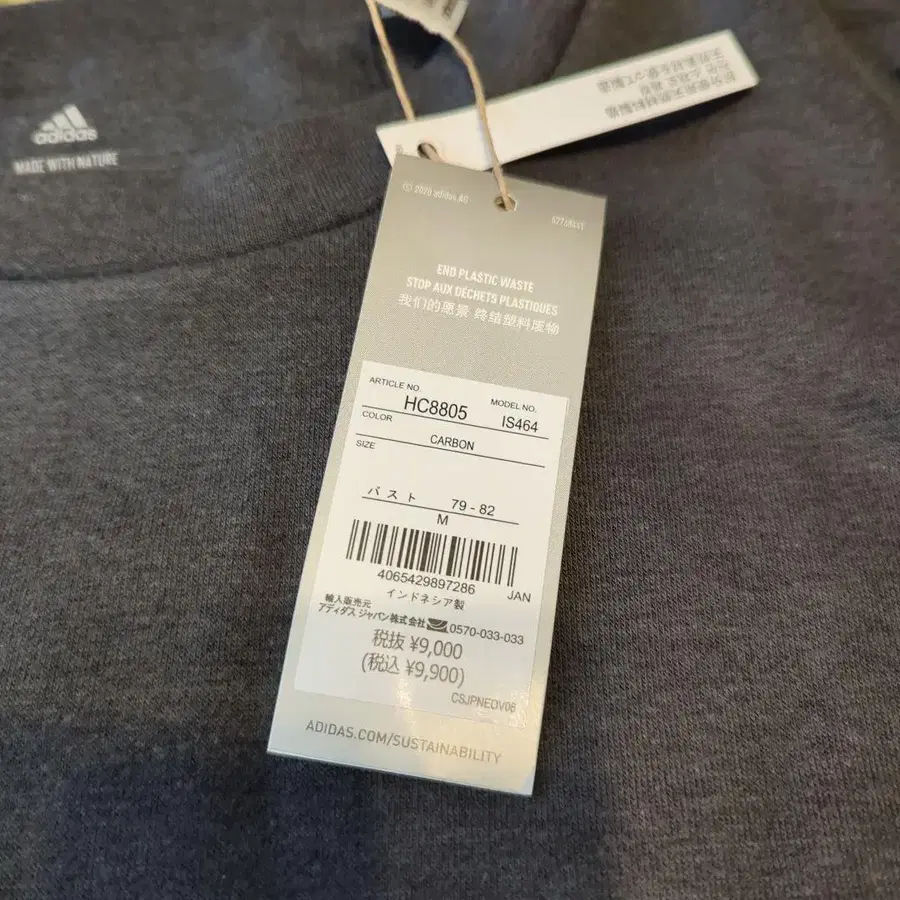 adidas
MADE WITH NATURE
© 2020 adidas AG
END PLASTIC WASTE
STOP AUX DÉCHETS PLASTIQUES
我们的愿景 终结塑料废物
ARTICLE NO.
HC8805
MODEL NO.
IS464
COLOR
CARBON
SIZE
バスト 79 - 82
M
4065429897286 JAN
インドネシア製
輸入販売元
アディダス ジャパン株式会社 0570-033-033
税抜 ¥9,000
(税込 ¥9,900)
CSJPNEOV06
ADIDAS.COM/SUSTAINABILITY